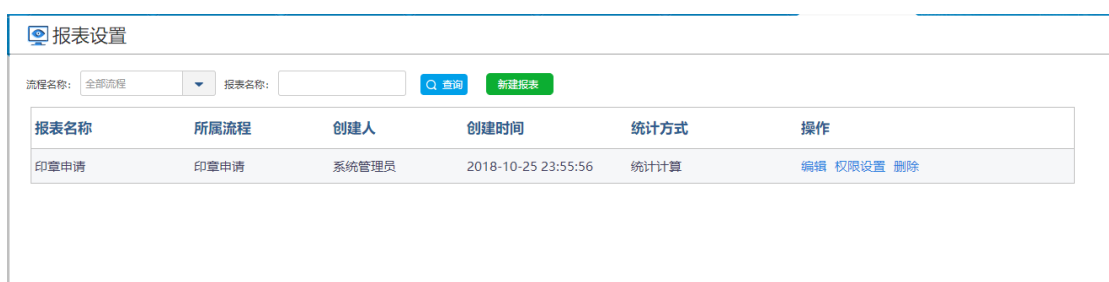 报表设置
流程名称: 全部流程 报表名称: 查询 新建报表
报表名称 所属流程 创建人 创建时间 统计方式 操作
印章申请 印章申请 系统管理员 2018-10-25 23:55:56 统计计算 编辑 权限设置 删除